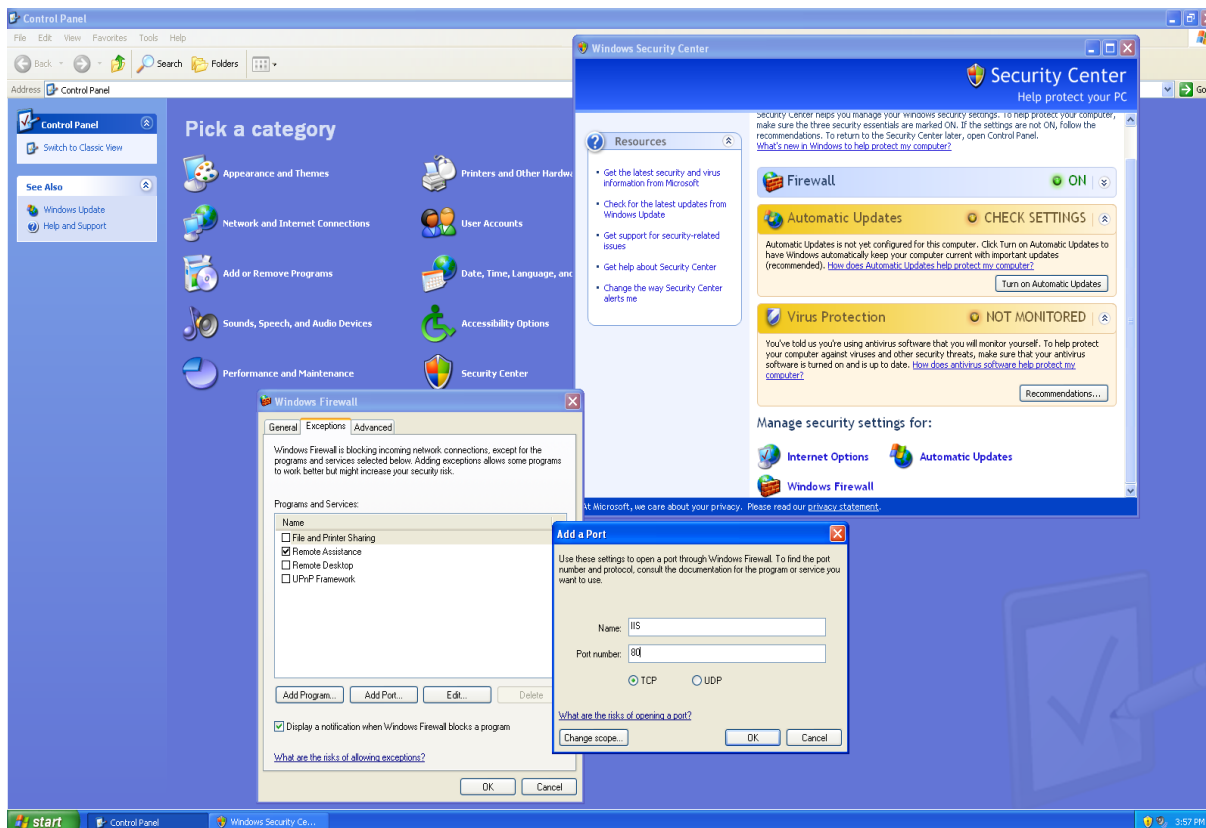 Control Panel
File Edit View Favorites Tools Help
Back Search Folders
Address Control Panel Go
Control Panel
Switch to Classic View
See Also
Windows Update
Help and Support
Pick a category
Appearance and Themes
Printers and Other Hardwa
Network and Internet Connections
User Accounts
Add or Remove Programs
Date, Time, Language, and
Sounds, Speech, and Audio Devices
Accessibility Options
Performance and Maintenance
Security Center
Windows Security Center
Security Center
Help protect your PC
Resources
Get the latest security and virus
information from Microsoft
Check for the latest updates from
Windows Update
Get support for security-related
issues
Get help about Security Center
Change the way Security Center
alerts me
Security Center helps you manage your Windows security settings. To help protect your computer,
make sure the three security essentials are marked ON. If the settings are not ON, follow the
recommendations. To return to the Security Center later, open Control Panel.
What's new in Windows to help protect my computer?
Firewall ON
Automatic Updates CHECK SETTINGS
Automatic Updates is not yet configured for this computer. Click Turn on Automatic Updates to
have Windows automatically keep your computer current with important updates
(recommended). How does Automatic Updates help protect my computer?
Turn on Automatic Updates
Virus Protection NOT MONITORED
You've told us you're using antivirus software that you will monitor yourself. To help protect
your computer against viruses and other security threats, make sure that your antivirus
software is turned on and is up to date. How does antivirus software help protect my
computer?
Recommendations...
Manage security settings for:
Internet Options Automatic Updates
Windows Firewall
At Microsoft, we care about your privacy. Please read our privacy statement.
Windows Firewall
General Exceptions Advanced
Windows Firewall is blocking incoming network connections, except for the
programs and services selected below. Adding exceptions allows some programs
to work better but might increase your security risk.
Programs and Services:
Name
File and Printer Sharing
Remote Assistance
Remote Desktop
UPnP Framework
Add Program... Add Port... Edit... Delete
Display a notification when Windows Firewall blocks a program
What are the risks of allowing exceptions?
OK Cancel
Add a Port
Use these settings to open a port through Windows Firewall. To find the port
number and protocol, consult the documentation for the program or service you
want to use.
Name: IIS
Port number: 80
TCP UDP
What are the risks of opening a port?
Change scope... OK Cancel
start Control Panel Windows Security Ce... 3:57 PM